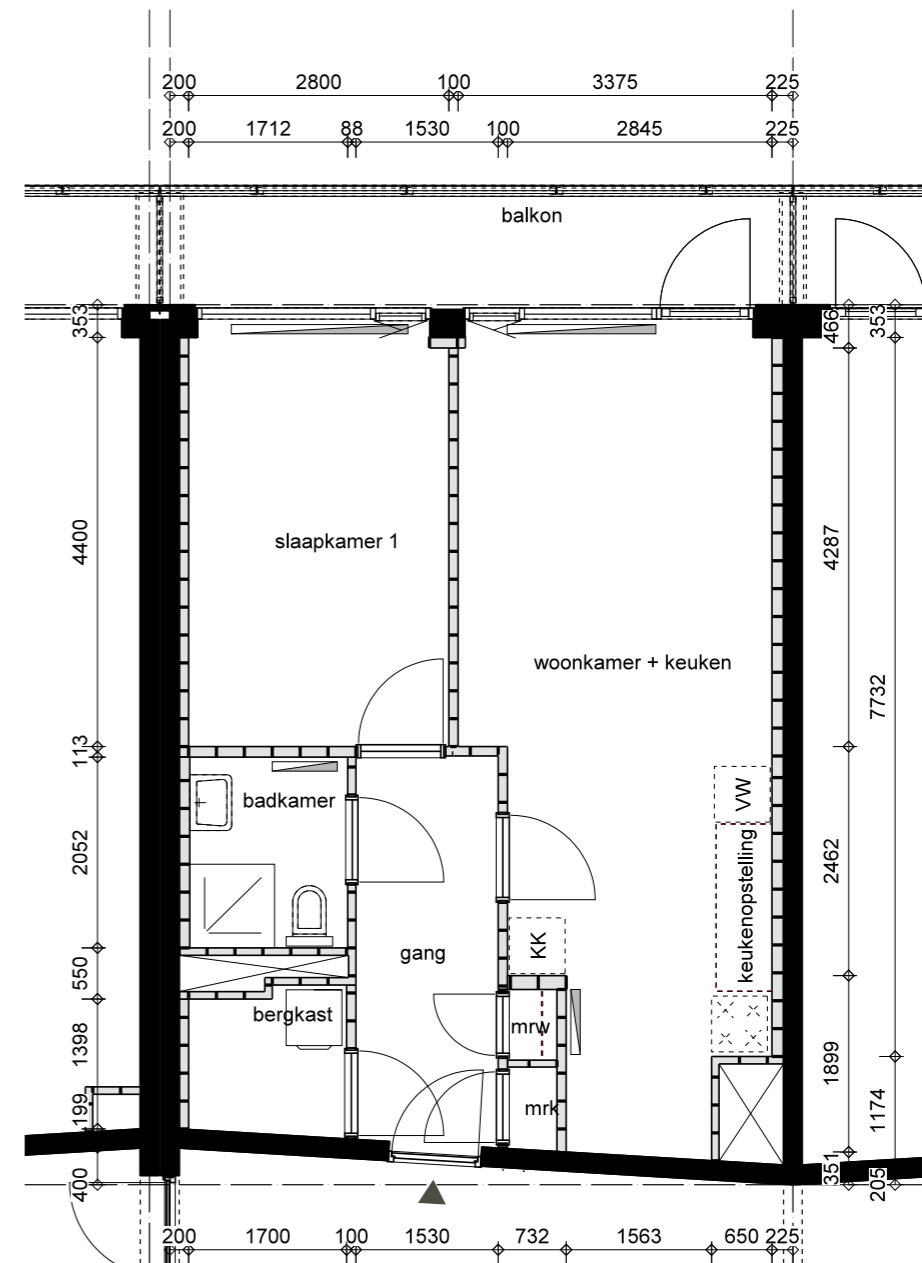 200 2800 100 3375 225
200 1712 88 1530 100 2845 225
balkon
353
466
353
4400
slaapkamer 1
4287
woonkamer + keuken
7732
113
badkamer
VW
2052
keukenopstelling
2462
gang
KK
550
bergkast
mrw
1398
1899
mrk
1174
199
400
351
205
200 1700 100 1530 732 1563 650 225